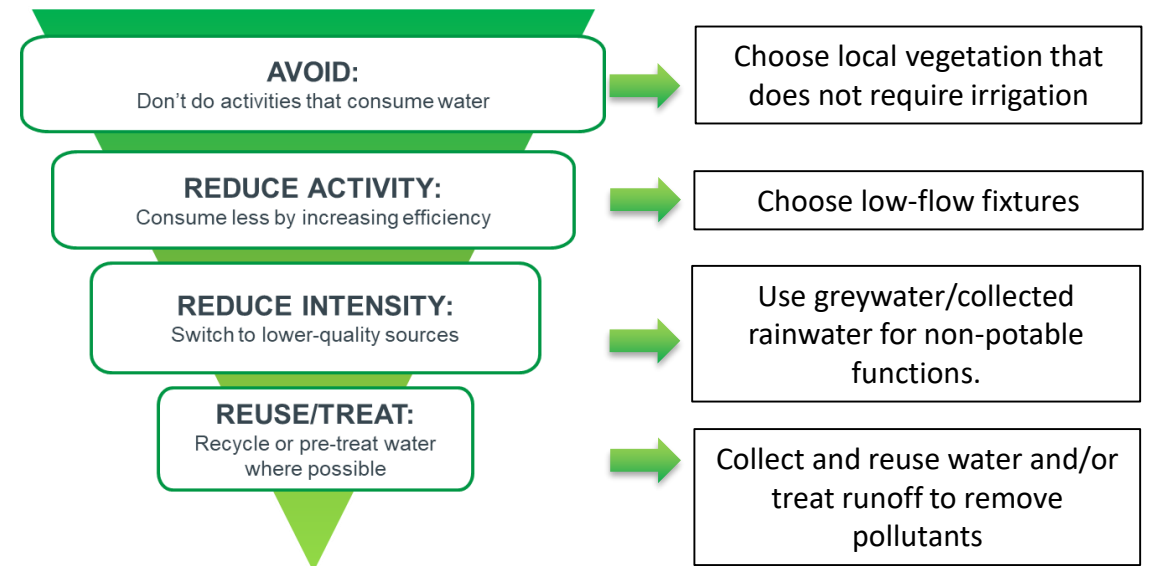 AVOID:
Don't do activities that consume water
Choose local vegetation that
does not require irrigation
REDUCE ACTIVITY:
Consume less by increasing efficiency
Choose low-flow fixtures
REDUCE INTENSITY:
Switch to lower-quality sources
Use greywater/collected
rainwater for non-potable
functions.
REUSE/TREAT:
Recycle or pre-treat water
where possible
Collect and reuse water and/or
treat runoff to remove
pollutants